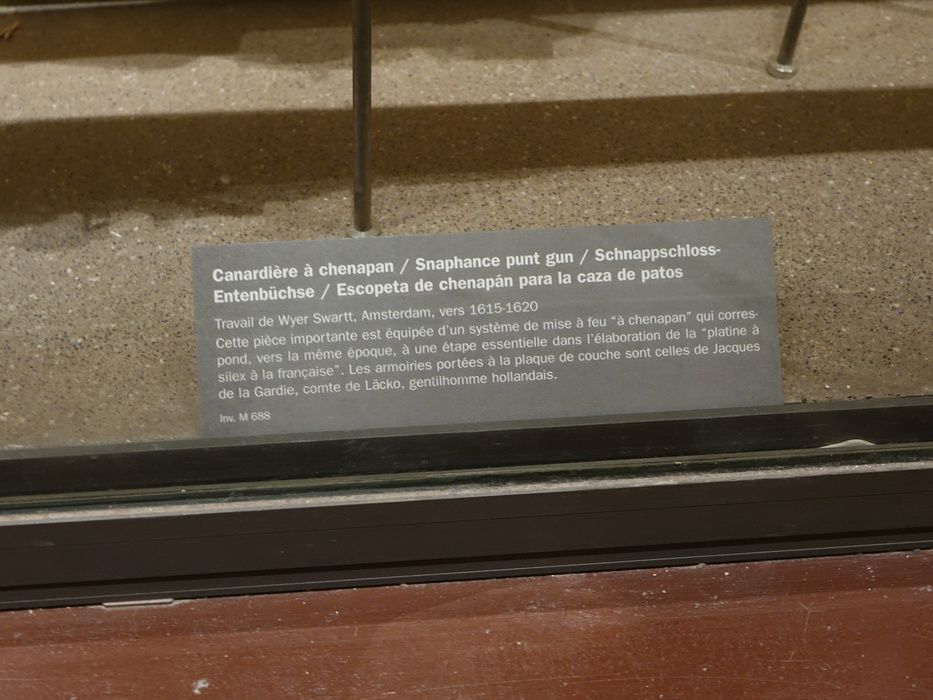 Canardière à chenapan / Snaphance punt gun / Schnappschloss-
Entenbüchse / Escopeta de chenapán para la caza de patos
Travail de Wyer Swartt, Amsterdam, vers 1615-1620
Cette pièce importante est équipée d'un système de mise à feu "à chenapan" qui corres-
pond, vers la même époque, à une étape essentielle dans l'élaboration de la "platine à
silex à la française". Les armoiries portées à la plaque de couche sont celles de Jacques
de la Gardie, comte de Läcko, gentilhomme hollandais.
Inv. M 688